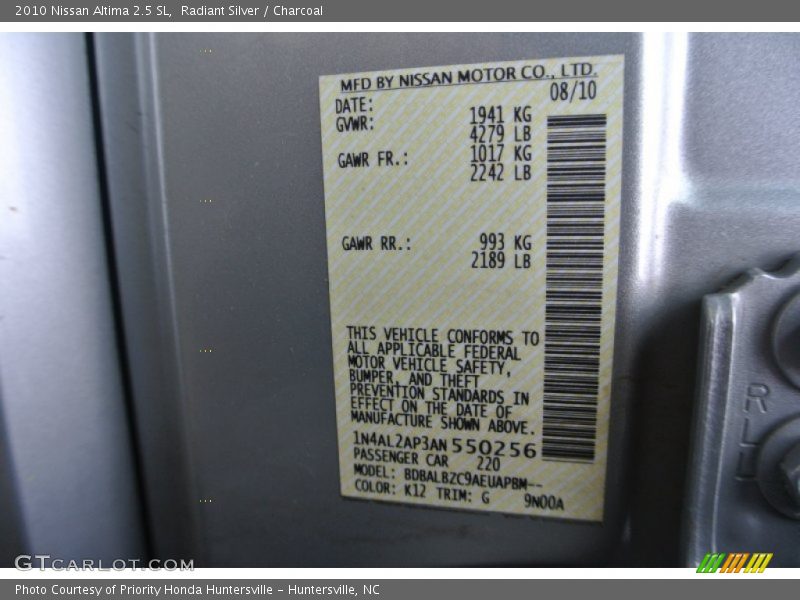 2010 Nissan Altima 2.5 SL,  Radiant Silver / Charcoal
MFD BY NISSAN MOTOR CO., LTD.
DATE: 08/10
GVWR: 1941 KG
4279 LB
GAWR FR.: 1017 KG
2242 LB
GAWR RR.: 993 KG
2189 LB
THIS VEHICLE CONFORMS TO
ALL APPLICABLE FEDERAL
MOTOR VEHICLE SAFETY,
BUMPER, AND THEFT
PREVENTION STANDARDS IN
EFFECT ON THE DATE OF
MANUFACTURE SHOWN ABOVE.
1N4AL2AP3AN550256
PASSENGER CAR 220
MODEL: BDBALBZC9AEUAPBM--
COLOR: K12 TRIM: G 9N00A
R
L
GTCARLOT.COM
Photo Courtesy of Priority Honda Huntersville – Huntersville, NC